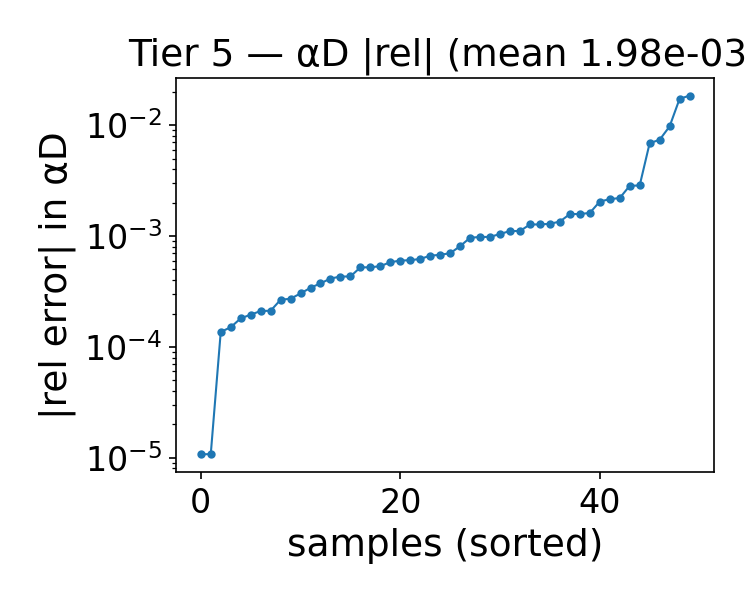 Tier 5 — αD |rel| (mean 1.98e-03
|rel error| in αD
10⁻²
10⁻³
10⁻⁴
10⁻⁵
0 20 40
samples (sorted)